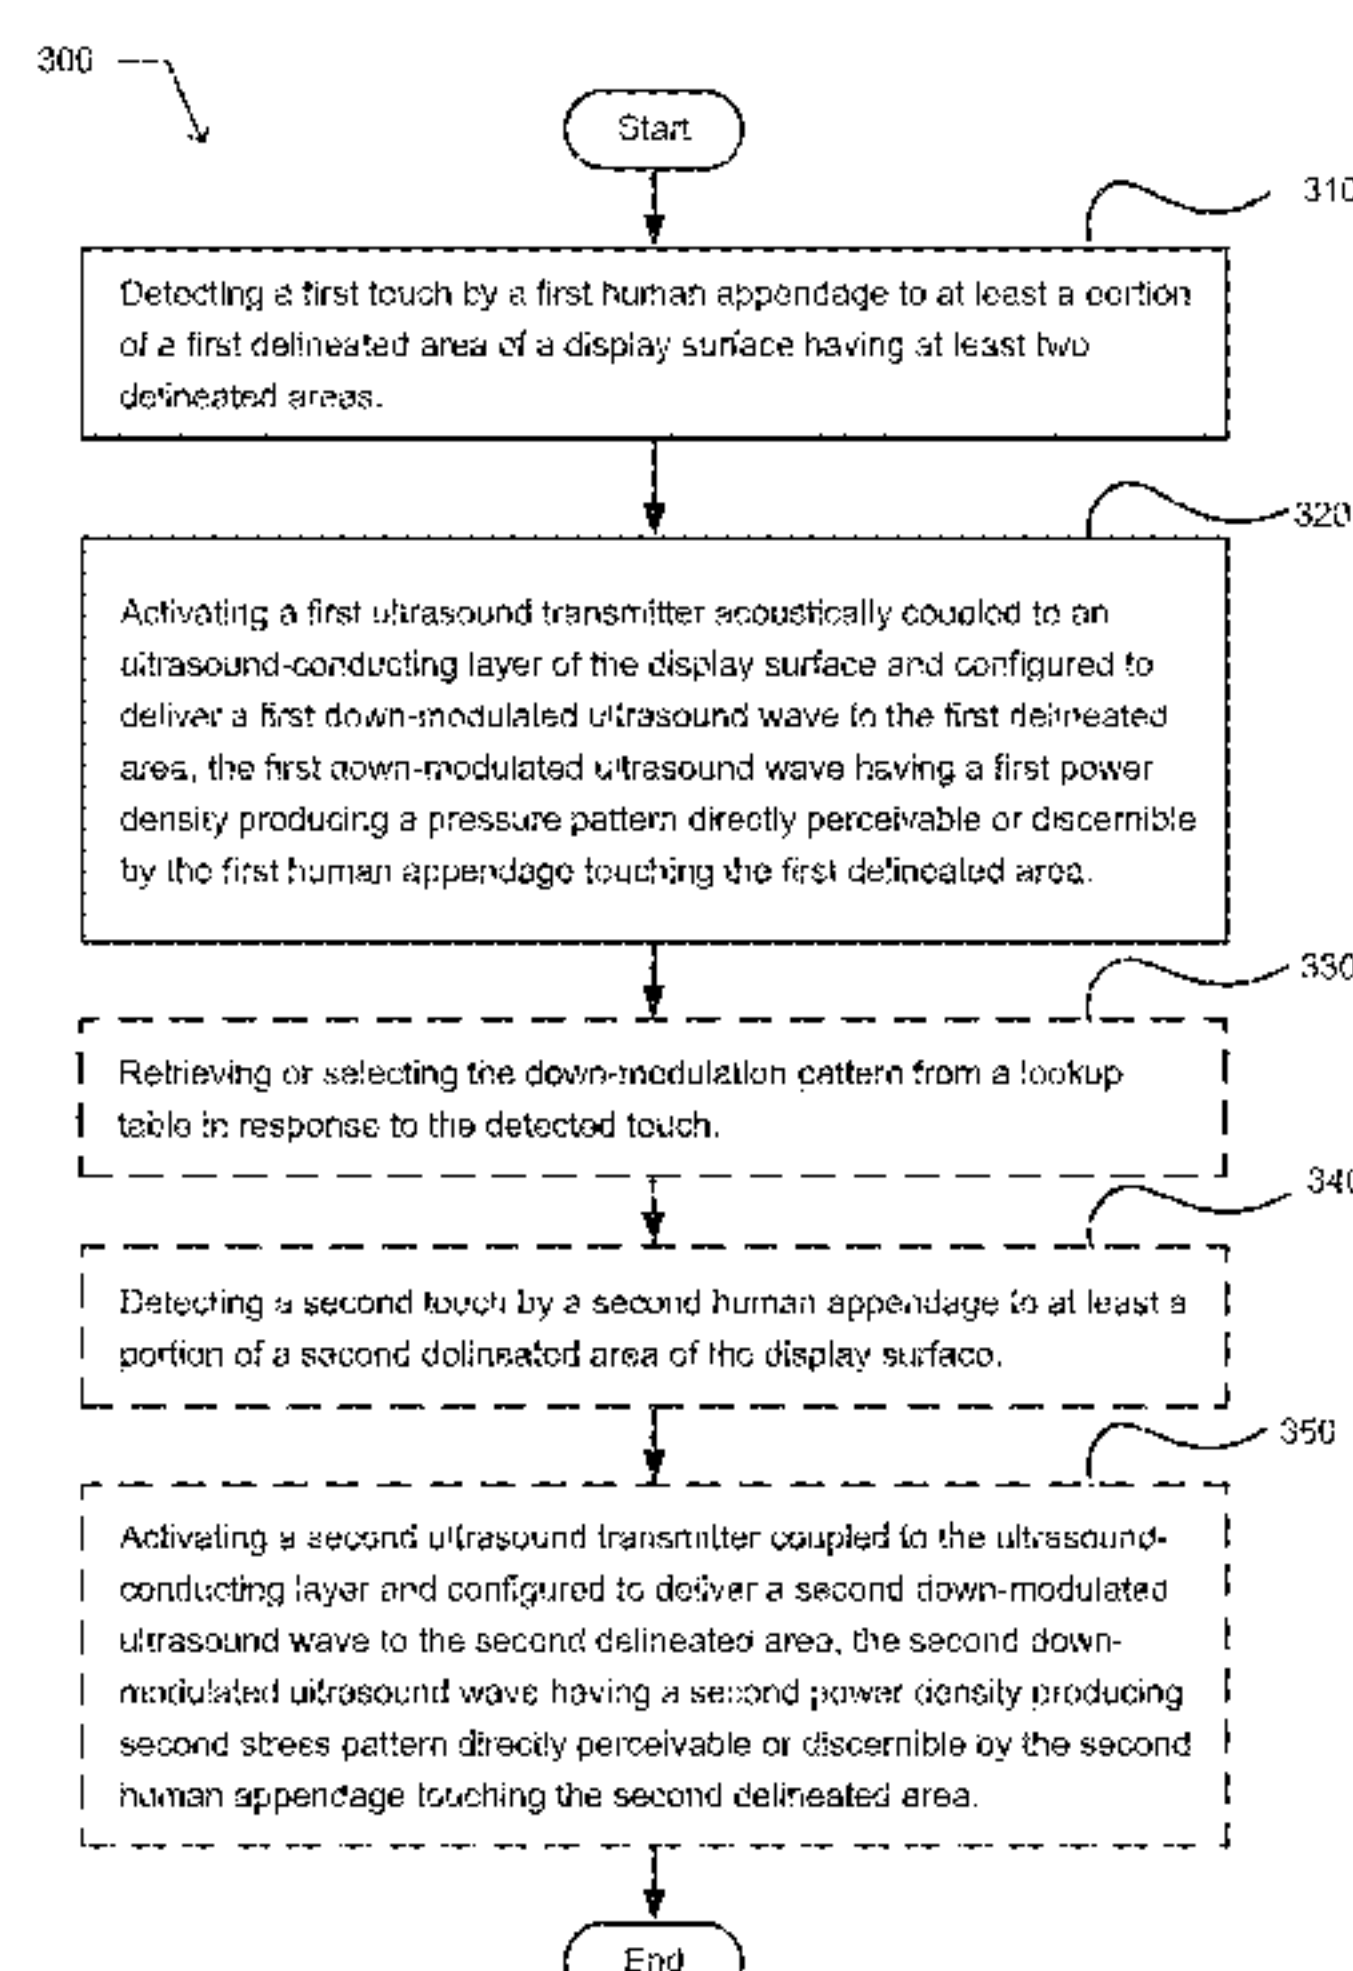 300
Start
310
Detecting a first touch by a first human appendage to at least a portion
of a first delineated area of a display surface having at least two
delineated areas.
320
Activating a first ultrasound transmitter acoustically coupled to an
ultrasound-conducting layer of the display surface and configured to
deliver a first down-modulated ultrasound wave to the first delineated
area, the first down-modulated ultrasound wave having a first power
density producing a pressure pattern directly perceivable or discernible
by the first human appendage touching the first delineated area.
330
Retrieving or selecting the down-modulation pattern from a lookup
table in response to the detected touch.
340
Detecting a second touch by a second human appendage to at least a
portion of a second delineated area of the display surface.
350
Activating a second ultrasound transmitter coupled to the ultrasound-
conducting layer and configured to deliver a second down-modulated
ultrasound wave to the second delineated area, the second down-
modulated ultrasound wave having a second power density producing
second stress pattern directly perceivable or discernible by the second
human appendage touching the second delineated area.
End